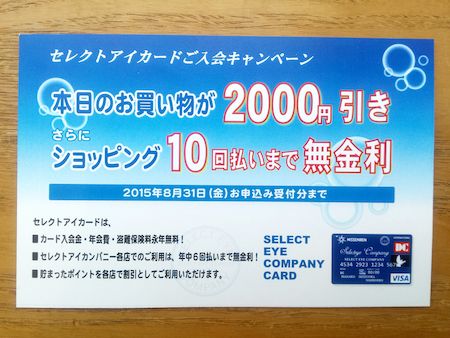 セレクトアイカードご入会キャンペーン
本日のお買い物が 2000円 引き
さらに
ショッピング 10回払いまで 無金利
2015年8月31日(金)お申込み受付分まで
セレクトアイカードは、
■カード入会金・年会費・盗難保険料永年無料！
■セレクトアイカンパニー各店でのご利用は、年中6回払いまで無金利！
■貯まったポイントを各店で割引としてご利用いただけます。
SELECT
EYE
COMPANY
CARD
NISSENREN
DC
SELECT EYE COMPANY
VISA